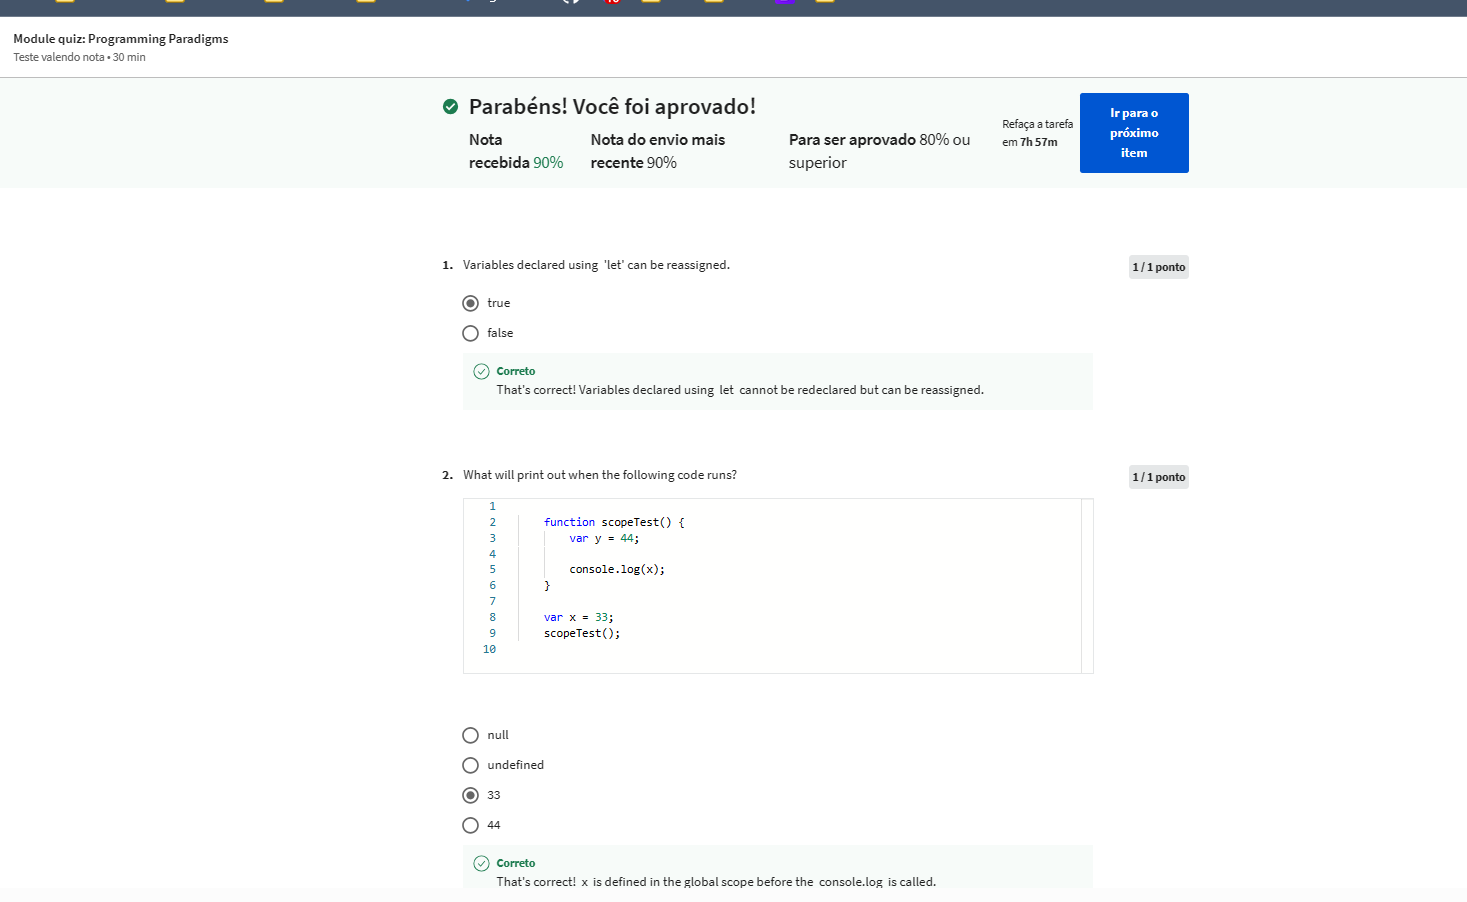 Module quiz: Programming Paradigms
Teste valendo nota • 30 min
Parabéns! Você foi aprovado!
Nota recebida 90%
Nota do envio mais recente 90%
Para ser aprovado 80% ou superior
Refaça a tarefa em 7h 57m
Ir para o próximo item
1. Variables declared using 'let' can be reassigned.
1 / 1 ponto
true
false
Correto
That's correct! Variables declared using let cannot be redeclared but can be reassigned.
2. What will print out when the following code runs?
1 / 1 ponto
1
2 function scopeTest() {
3 var y = 44;
4
5 console.log(x);
6 }
7
8 var x = 33;
9 scopeTest();
10
null
undefined
33
44
Correto
That's correct! x is defined in the global scope before the console.log is called.